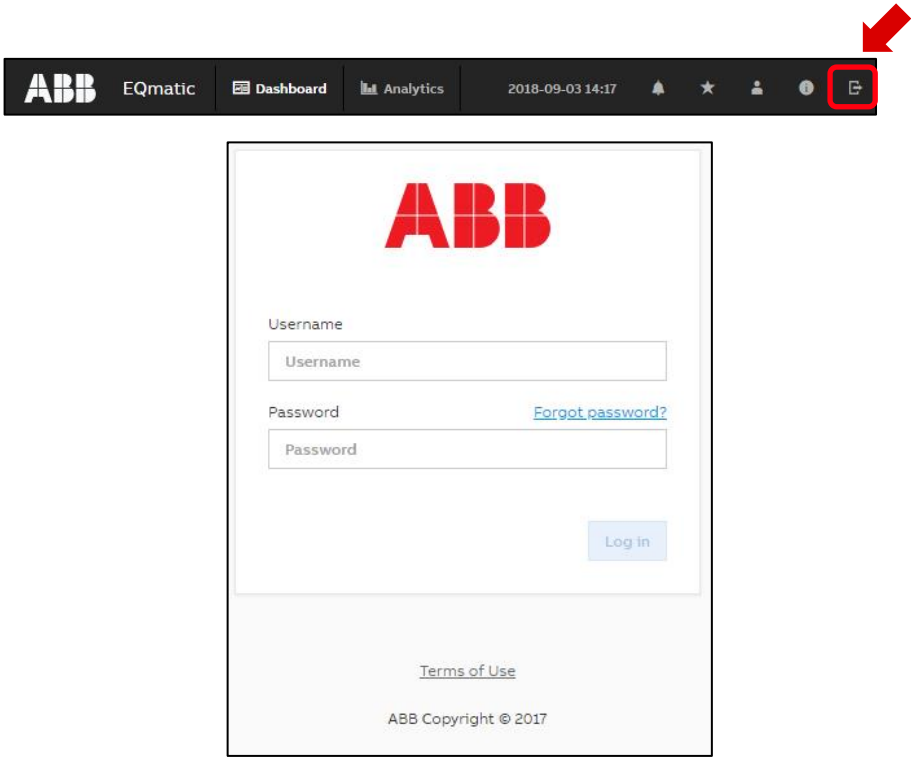 ABB EQmatic Dashboard Analytics 2018-09-03 14:17
ABB
Username
Username
Password Forgot password?
Password
Log in
Terms of Use
ABB Copyright © 2017